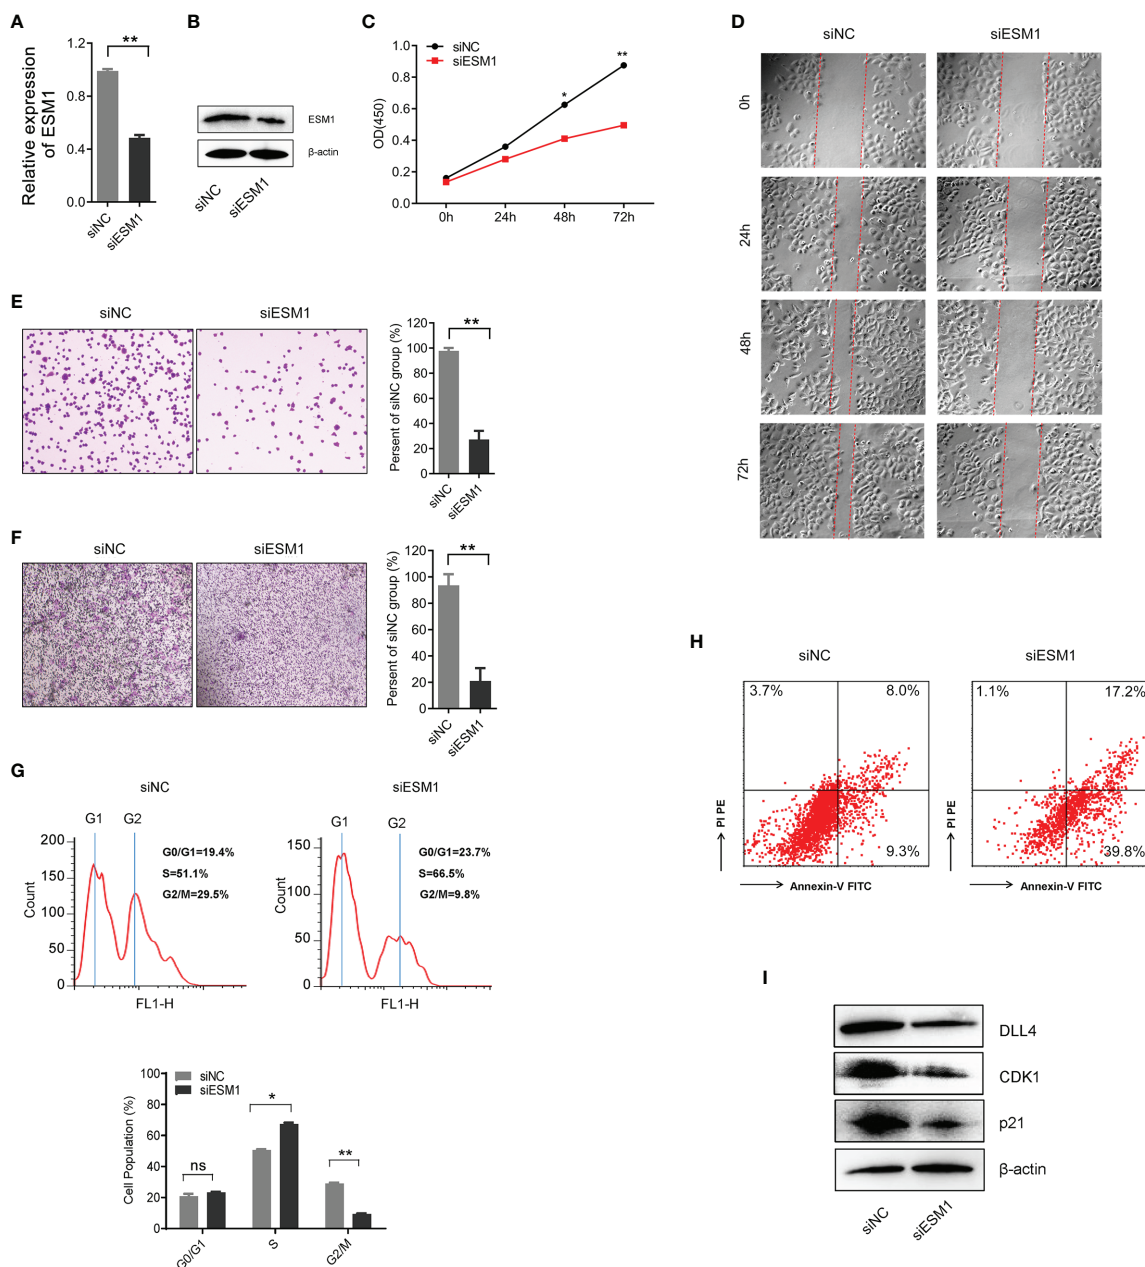 A
Relative expression
of ESM1
1.2
0.8
0.4
0.0
**
siNC
siESM1
B
ESM1
β-actin
siNC
siESM1
C
OD(450)
1.0
0.8
0.6
0.4
0.2
0.0
siNC
siESM1
*
**
0h
24h
48h
72h
D
siNC
siESM1
0h
24h
48h
72h
E
siNC
siESM1
Persent of siNC group (%)
120
100
80
60
40
20
0
**
siNC
siESM1
F
siNC
siESM1
Persent of siNC group (%)
120
100
80
60
40
20
0
**
siNC
siESM1
G
siNC
G1
G2
Count
200
150
100
50
0
G0/G1=19.4%
S=51.1%
G2/M=29.5%
FL1-H
siESM1
G1
G2
Count
150
100
50
0
G0/G1=23.7%
S=66.5%
G2/M=9.8%
FL1-H
Cell Population (%)
100
80
60
40
20
0
siNC
siESM1
ns
*
**
G0/G1
S
G2/M
H
siNC
3.7%
8.0%
9.3%
PI PE
Annexin-V FITC
siESM1
1.1%
17.2%
39.8%
PI PE
Annexin-V FITC
I
DLL4
CDK1
p21
β-actin
siNC
siESM1